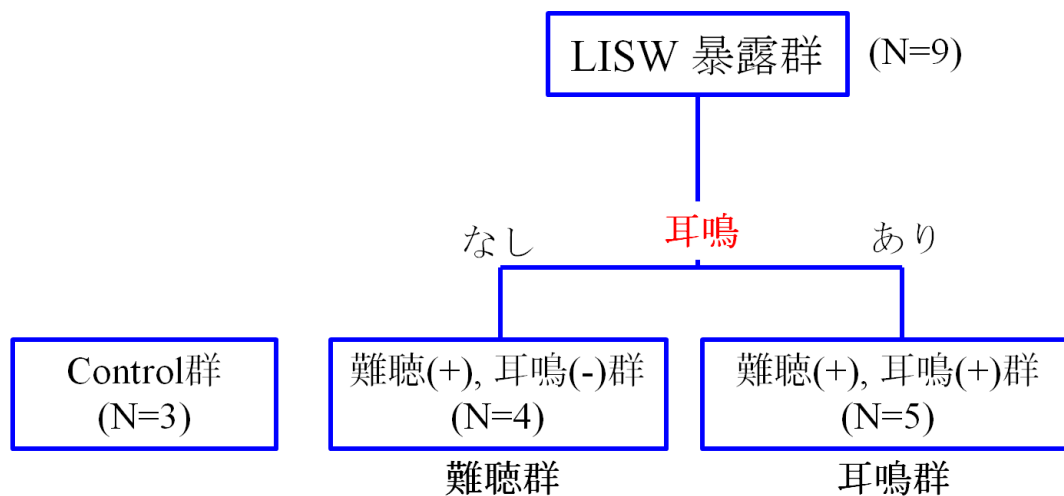 LISW 暴露群 (N=9)
なし 耳鳴 あり
Control群
(N=3)
難聴(+), 耳鳴(-)群
(N=4)
難聴群
難聴(+), 耳鳴(+)群
(N=5)
耳鳴群